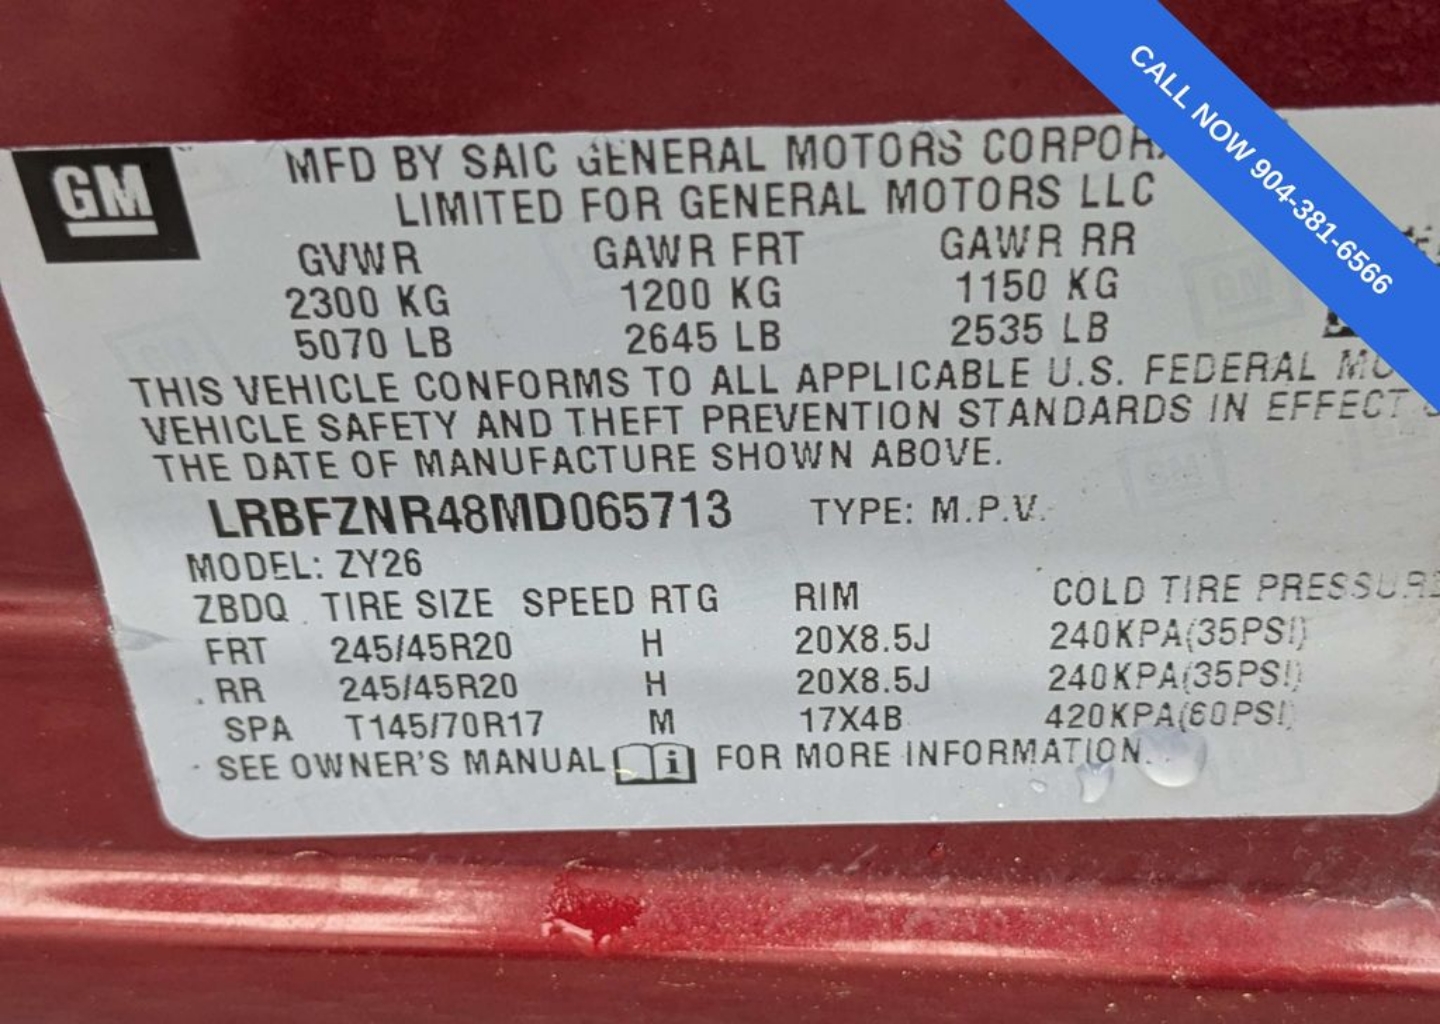 CALL NOW 904-381-6566
GM
MFD BY SAIC GENERAL MOTORS
LIMITED FOR GENERAL MOTORS LLC
GVWR GAWR FRT GAWR RR
2300 KG 1200 KG 1150 KG
5070 LB 2645 LB 2535 LB
THIS VEHICLE CONFORMS TO ALL APPLICABLE U.S. FEDERAL
VEHICLE SAFETY AND THEFT PREVENTION STANDARDS IN EFFECT
THE DATE OF MANUFACTURE SHOWN ABOVE.
LRBFZNR48MD065713 TYPE: M.P.V.
MODEL: ZY26
ZBDQ TIRE SIZE SPEED RTG RIM COLD TIRE PRESSURE
FRT 245/45R20 H 20X8.5J 240KPA(35PSI)
RR 245/45R20 H 20X8.5J 240KPA(35PSI)
SPA T145/70R17 M 17X4B 420KPA(60PSI)
SEE OWNER'S MANUAL i FOR MORE INFORMATION.